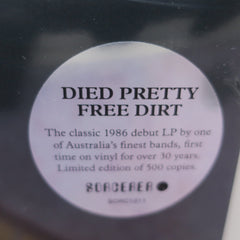 DIED PRETTY
FREE DIRT
The classic 1986 debut LP by one
of Australia's finest bands, first
time on vinyl for over 30 years.
Limited edition of 500 copies.
SORCERER